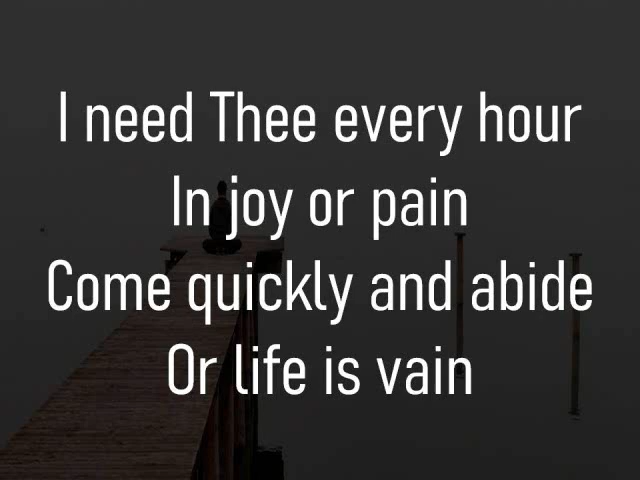 I need Thee every hour
In joy or pain
Come quickly and abide
Or life is vain